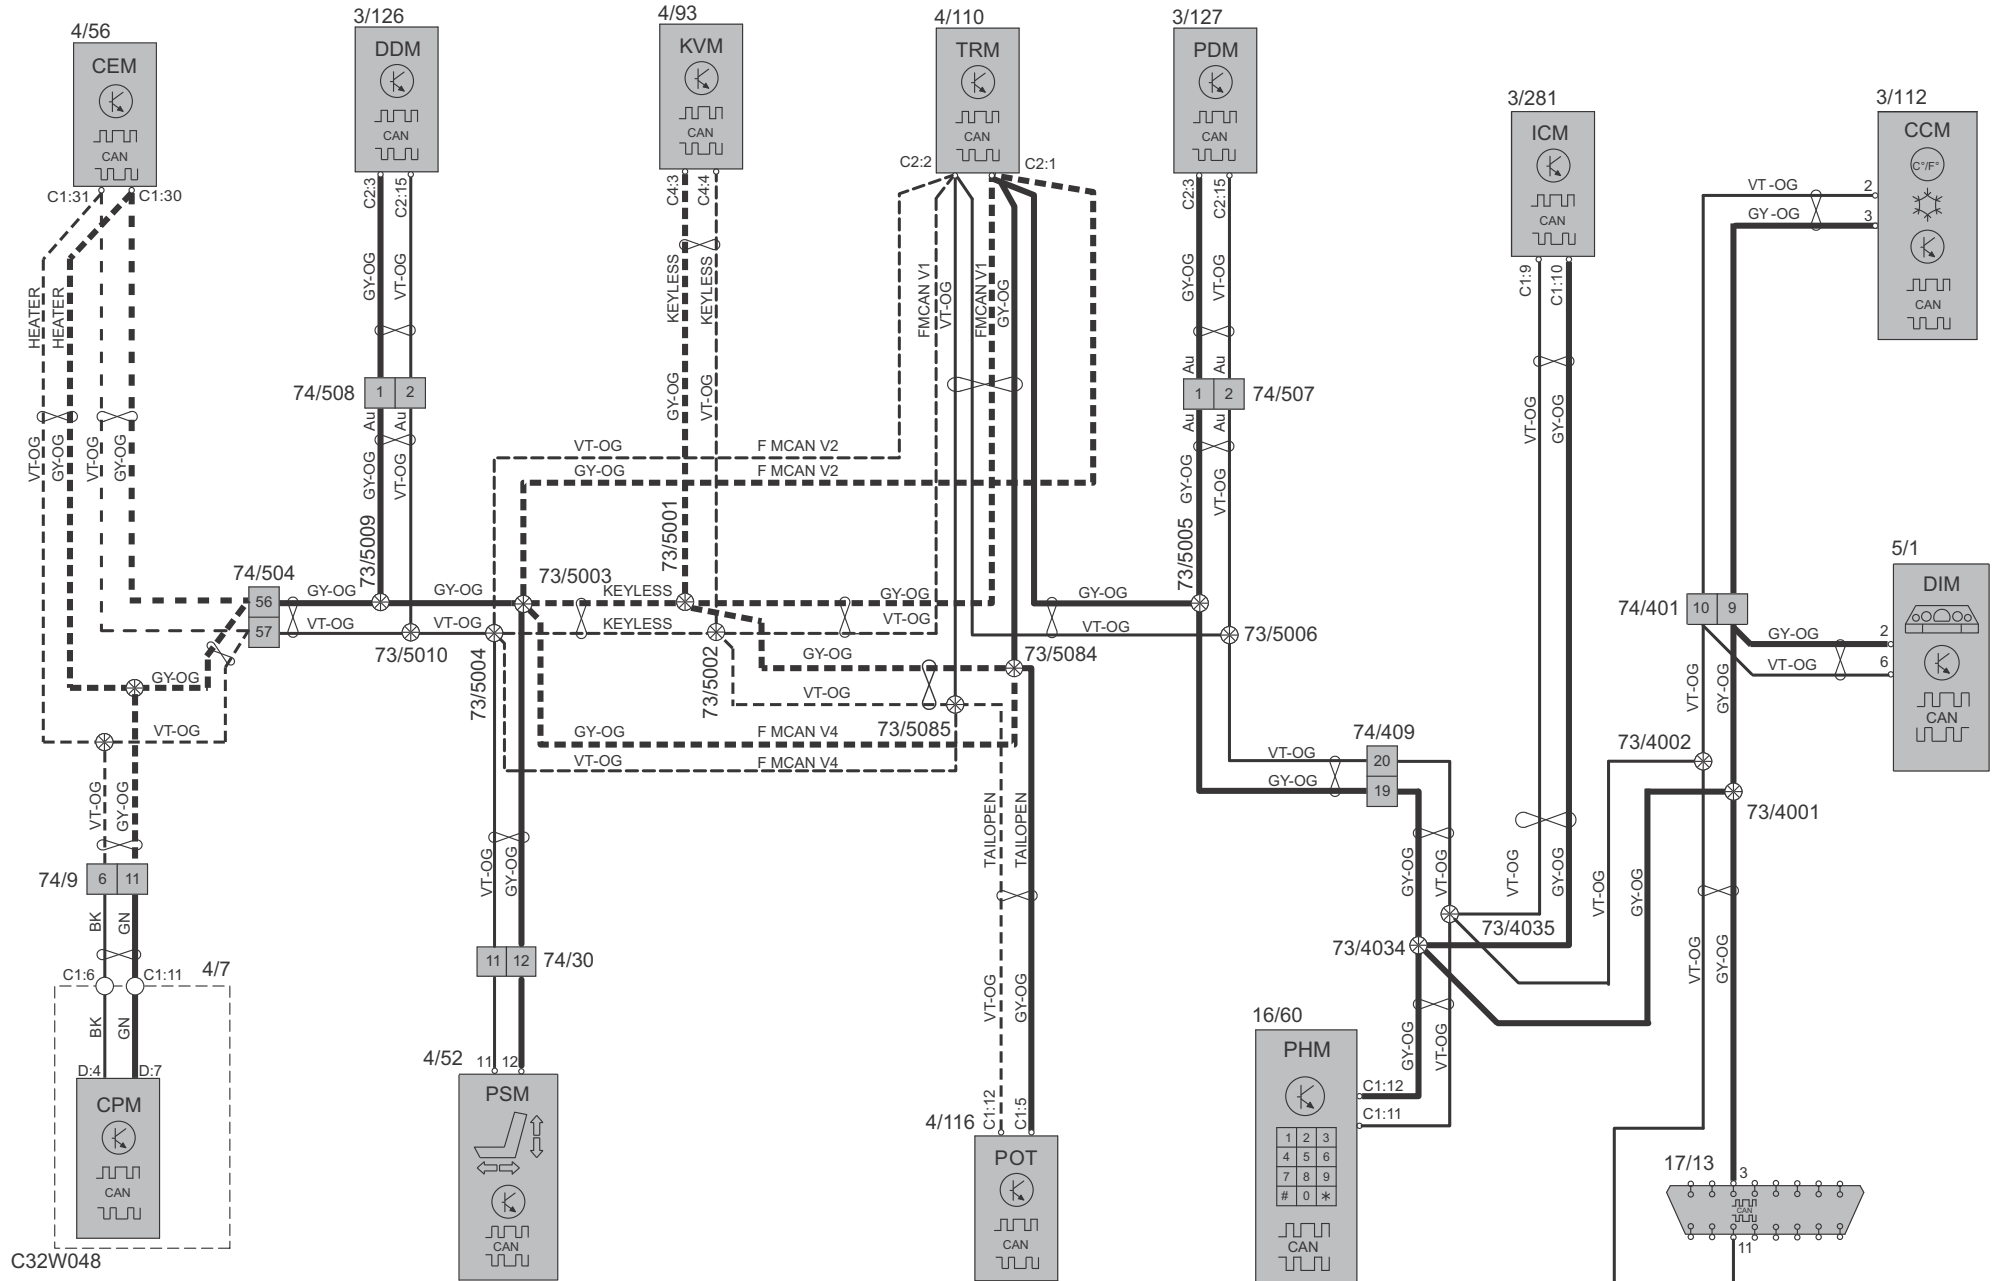 4/56
3/126
4/93
4/110
3/127
CEM
DDM
KVM
TRM
PDM
CAN
CAN
CAN
CAN
CAN
3/281
ICM
CAN
3/112
CCM
C°/F°
CAN
C1:31
C1:30
C2:3
C2:15
C4:3
C4:4
C2:2
C2:1
C2:3
C2:15
C1:9
C1:10
VT-OG
2
GY-OG
3
HEATER
HEATER
VT-OG
GY-OG
VT-OG
GY-OG
GY-OG
VT-OG
KEYLESS
KEYLESS
GY-OG
VT-OG
FMCAN V1
VT-OG
FMCAN V1
GY-OG
GY-OG
VT-OG
Au
Au
74/508
1
2
Au
Au
GY-OG
VT-OG
1
2
74/507
Au
Au
GY-OG
VT-OG
VT-OG
GY-OG
VT-OG
F MCAN V2
GY-OG
F MCAN V2
73/5009
73/5001
73/5005
74/504
56
57
GY-OG
VT-OG
GY-OG
VT-OG
73/5003
KEYLESS
KEYLESS
GY-OG
VT-OG
GY-OG
VT-OG
73/5006
73/5010
73/5004
73/5002
GY-OG
VT-OG
73/5084
73/5085
GY-OG
F MCAN V4
VT-OG
F MCAN V4
GY-OG
VT-OG
5/1
DIM
CAN
74/401
10
9
GY-OG
2
VT-OG
6
VT-OG
GY-OG
74/409
20
19
VT-OG
GY-OG
73/4002
73/4001
VT-OG
GY-OG
74/9
6
11
BK
GN
C1:6
C1:11
4/7
BK
GN
D:4
D:7
CPM
CAN
C32W048
VT-OG
GY-OG
11
12
74/30
4/52
11
12
PSM
CAN
TAILOPEN
TAILOPEN
VT-OG
GY-OG
C1:12
C1:5
4/116
POT
CAN
GY-OG
VT-OG
VT-OG
GY-OG
VT-OG
GY-OG
73/4035
73/4034
GY-OG
VT-OG
16/60
PHM
C1:12
C1:11
1 2 3
4 5 6
7 8 9
# 0 *
CAN
VT-OG
GY-OG
17/13
3
CAN
11